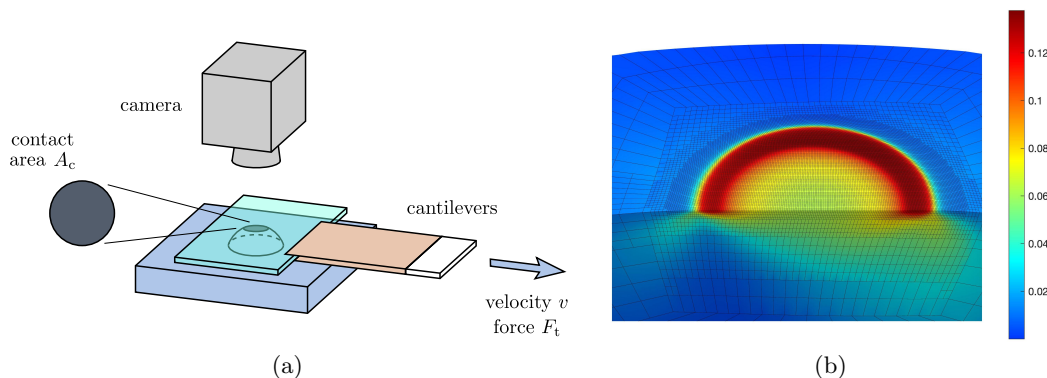 camera
contact
area A_c
cantilevers
velocity v
force F_t
(a)
0.12
0.1
0.08
0.06
0.04
0.02
(b)